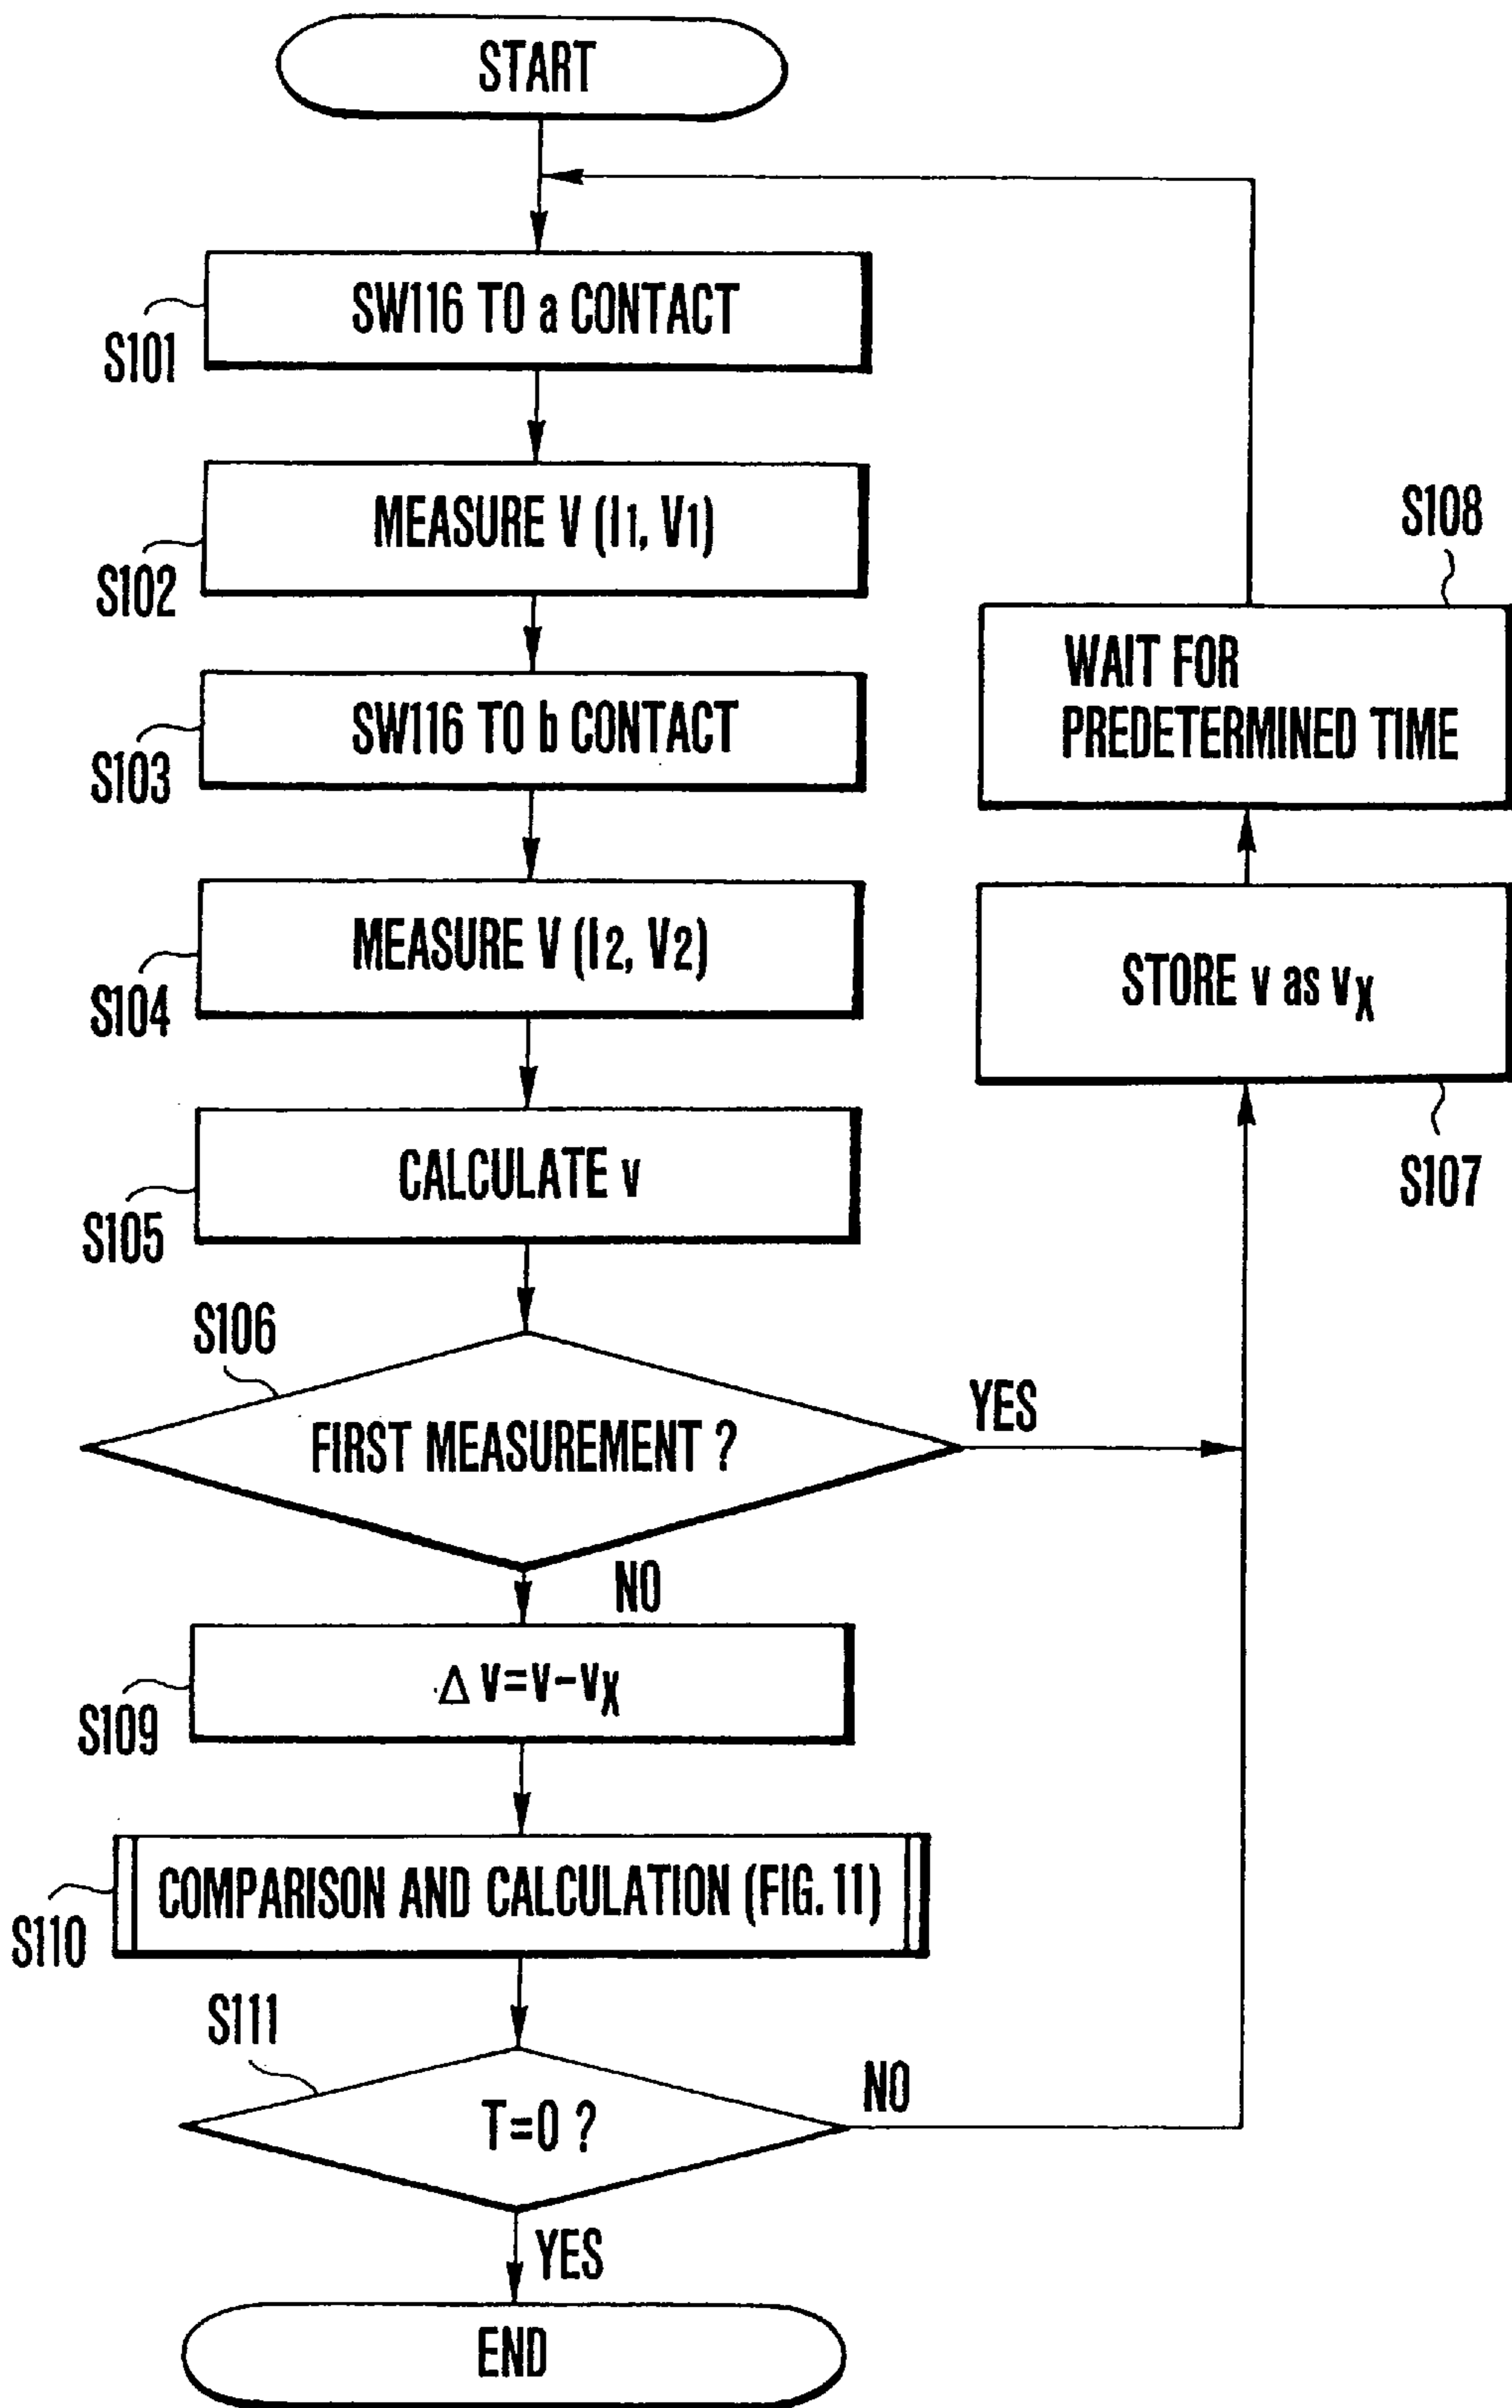 START
SW116 TO a CONTACT
S101
MEASURE V (I1, V1)
S102
SW116 TO b CONTACT
S103
MEASURE V (I2, V2)
S104
CALCULATE v
S105
S106
FIRST MEASUREMENT ?
YES
NO
S108
WAIT FOR
PREDETERMINED TIME
STORE v as vX
S107
Δ v=v-vX
S109
COMPARISON AND CALCULATION (FIG. 11)
S110
S111
T=0 ?
NO
YES
END